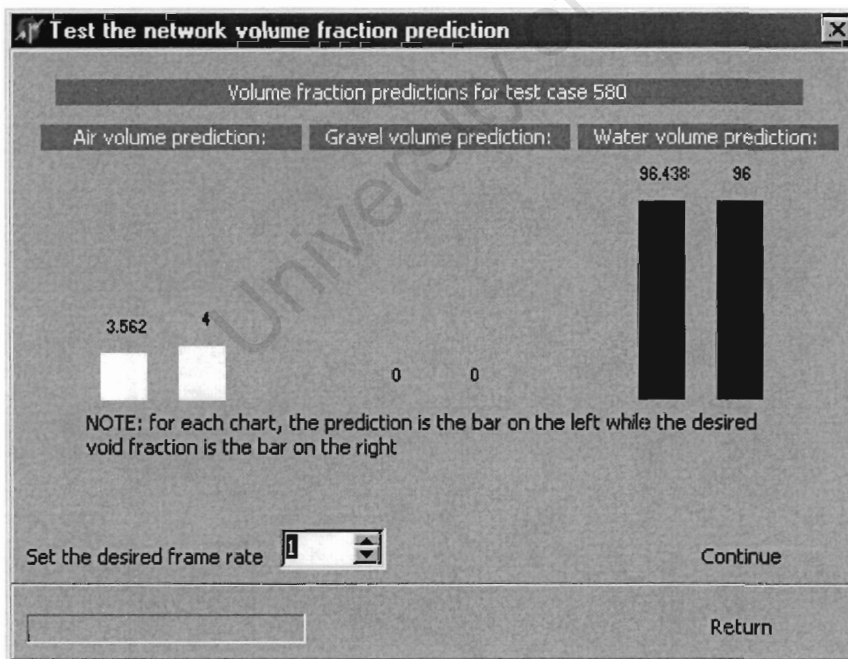 Test the network volume fraction prediction
Volume fraction predictions for test case 580
Air volume prediction: Gravel volume prediction: Water volume prediction:
96.438 96
3.562 4
0 0
NOTE: for each chart, the prediction is the bar on the left while the desired
void fraction is the bar on the right
Set the desired frame rate 1 Continue
Return
University